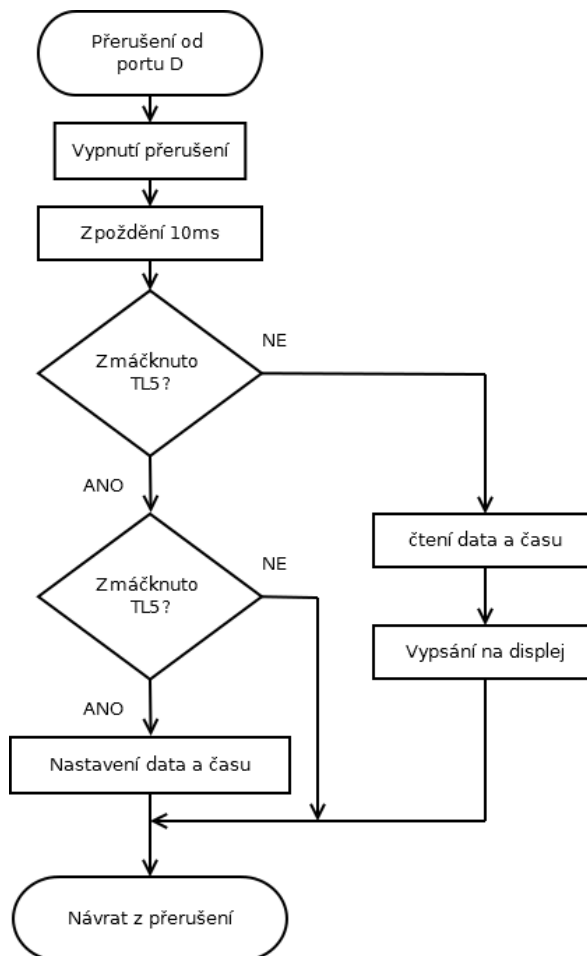 Přerušení od
portu D
Vypnutí přerušení
Zpoždění 10ms
Zmáčknuto
TL5?
NE
ANO
čtení data a času
Zmáčknuto
TL5?
NE
Vypsání na displej
ANO
Nastavení data a času
Návrat z přerušení